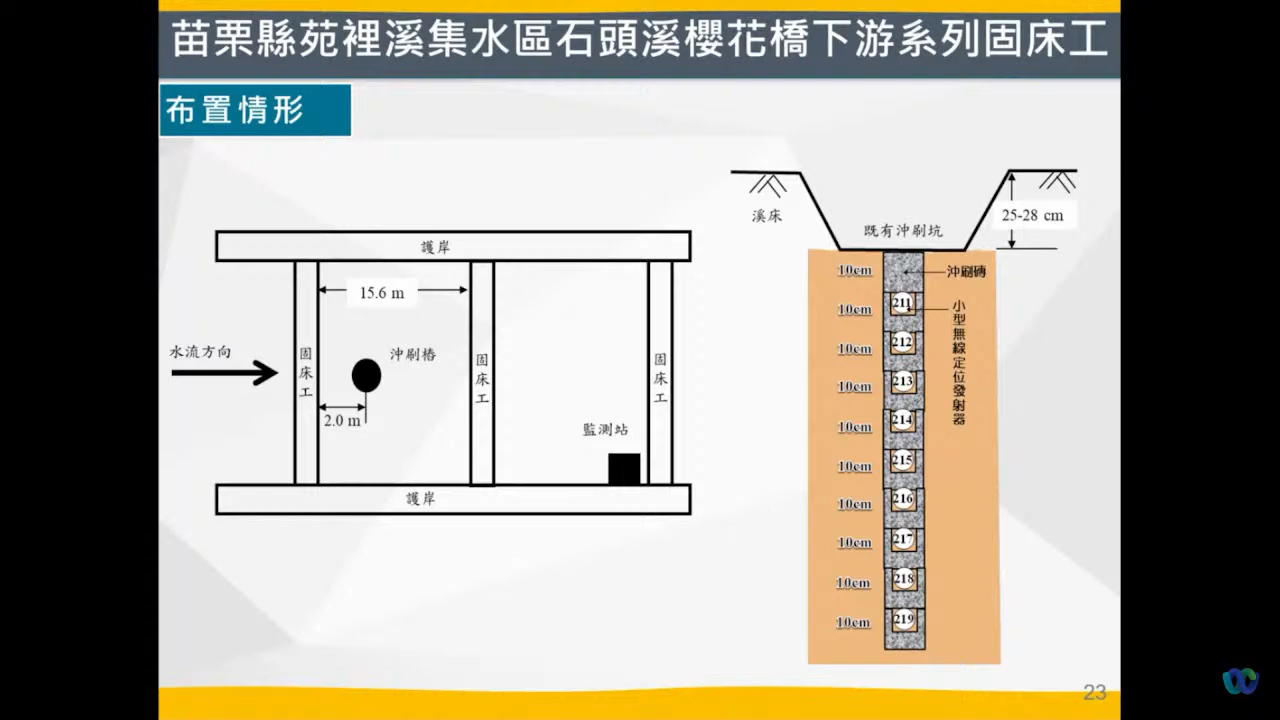 苗栗縣苑裡溪集水區石頭溪櫻花橋下游系列固床工
布置情形
護岸
15.6 m
水流方向
固床工
沖刷樁
固床工
固床工
2.0 m
監測站
護岸
溪床
25-28 cm
既有沖刷坑
10cm
沖刷磚
10cm
211
小型無線定位發射器
10cm
212
10cm
213
10cm
214
10cm
215
10cm
216
10cm
217
10cm
218
10cm
219
23